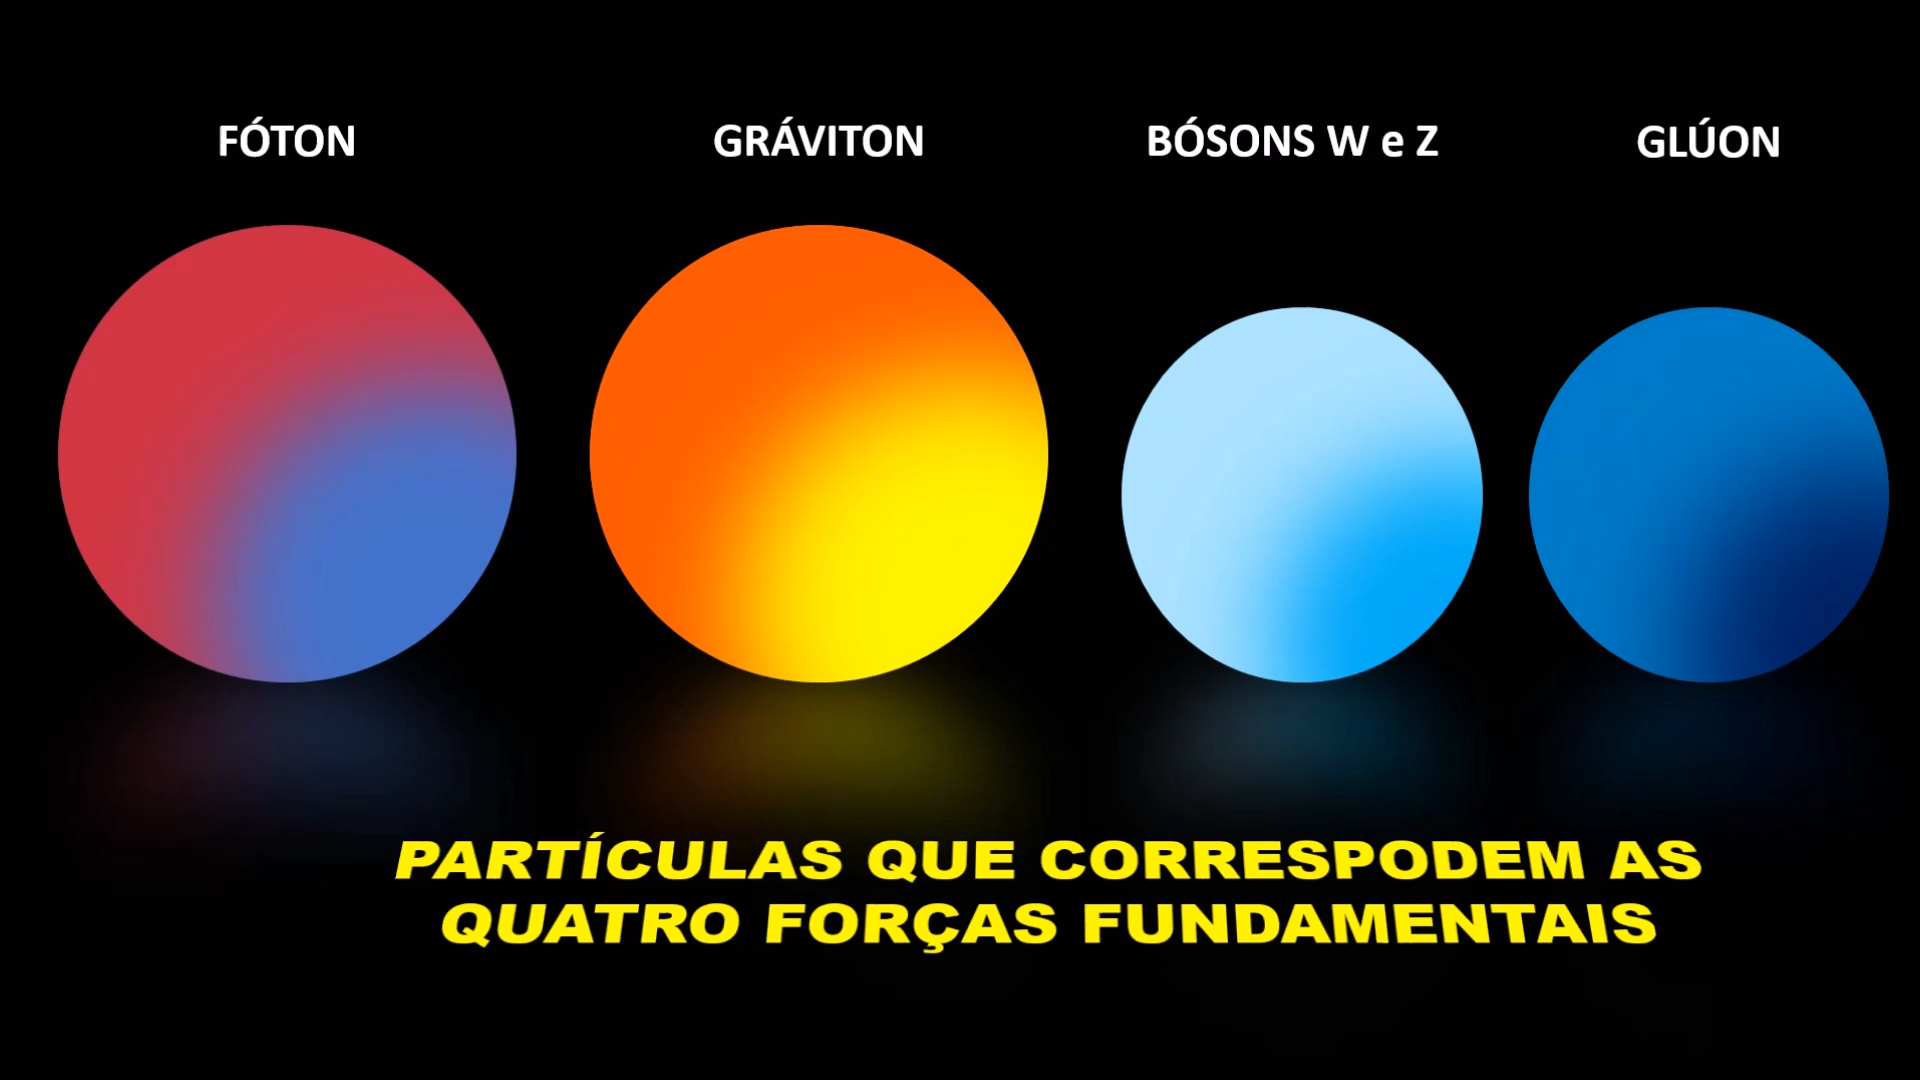 FÓTON
GRÁVITON
BÓSONS W e Z
GLÚON
PARTÍCULAS QUE CORRESPODEM AS
QUATRO FORÇAS FUNDAMENTAIS